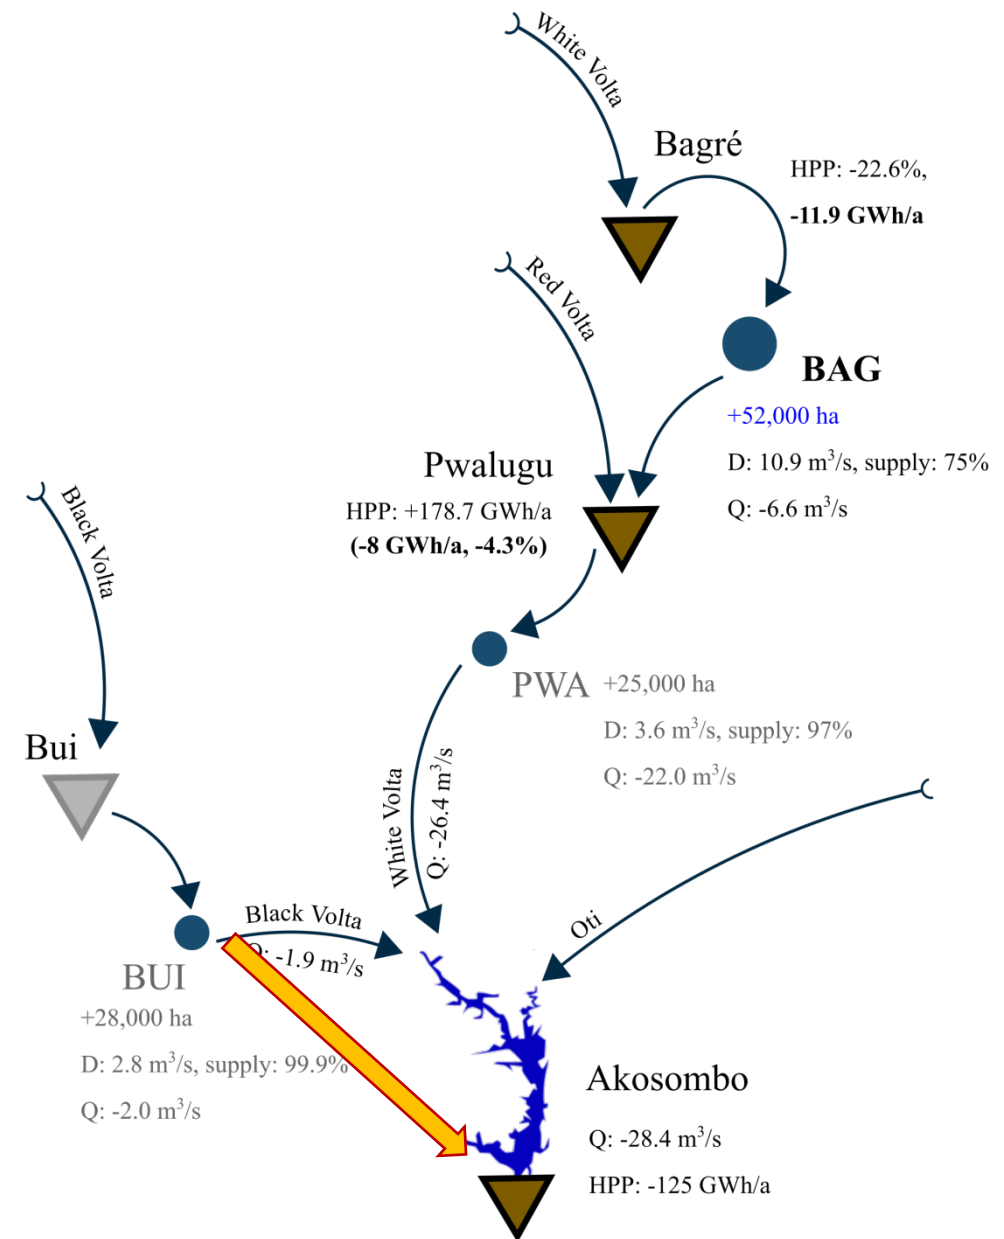 White Volta
Bagré
HPP: -22.6%,
-11.9 GWh/a
Red Volta
BAG
+52,000 ha
D: 10.9 m³/s, supply: 75%
Q: -6.6 m³/s
Pwalugu
HPP: +178.7 GWh/a
(-8 GWh/a, -4.3%)
Black Volta
PWA
+25,000 ha
D: 3.6 m³/s, supply: 97%
Q: -22.0 m³/s
Bui
White Volta
Q: -26.4 m³/s
Oti
Black Volta
Q: -1.9 m³/s
BUI
+28,000 ha
D: 2.8 m³/s, supply: 99.9%
Q: -2.0 m³/s
Akosombo
Q: -28.4 m³/s
HPP: -125 GWh/a